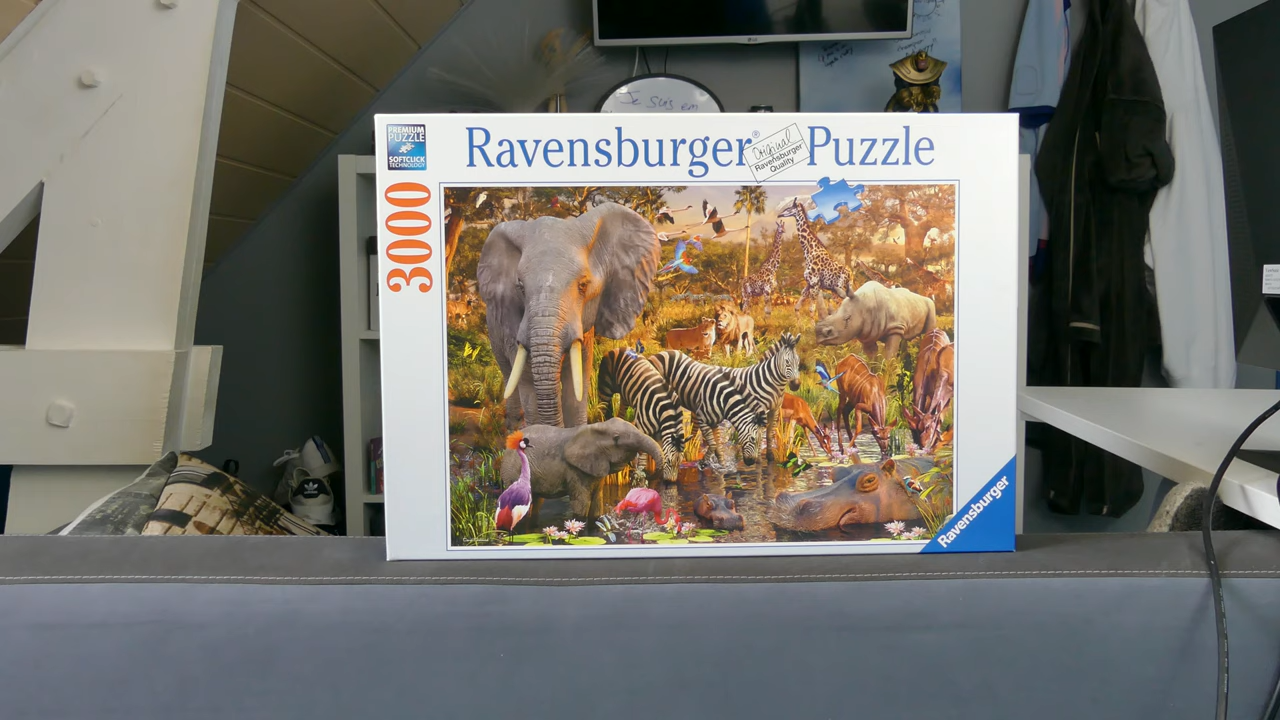 LG
Je suis en
PREMIUM
PUZZLE
SOFTCLICK
TECHNOLOGY
Ravensburger® Puzzle
Original
Ravensburger
Quality
3000
Ravensburger